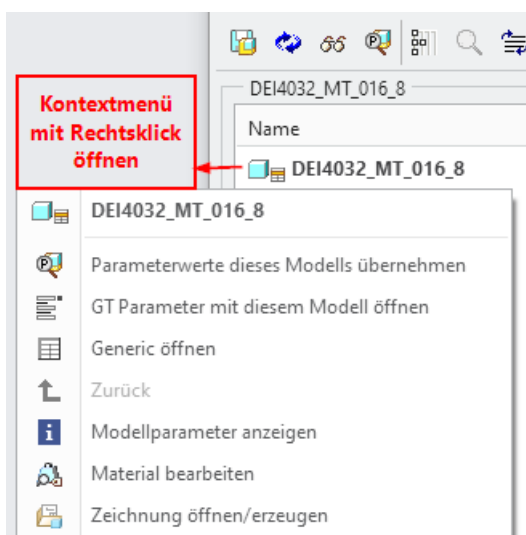 DEI4032_MT_016_8
Kontextmenü
mit Rechtsklick
öffnen
Name
DEI4032_MT_016_8
DEI4032_MT_016_8
Parameterwerte dieses Modells übernehmen
GT Parameter mit diesem Modell öffnen
Generic öffnen
Zurück
Modellparameter anzeigen
Material bearbeiten
Zeichnung öffnen/erzeugen